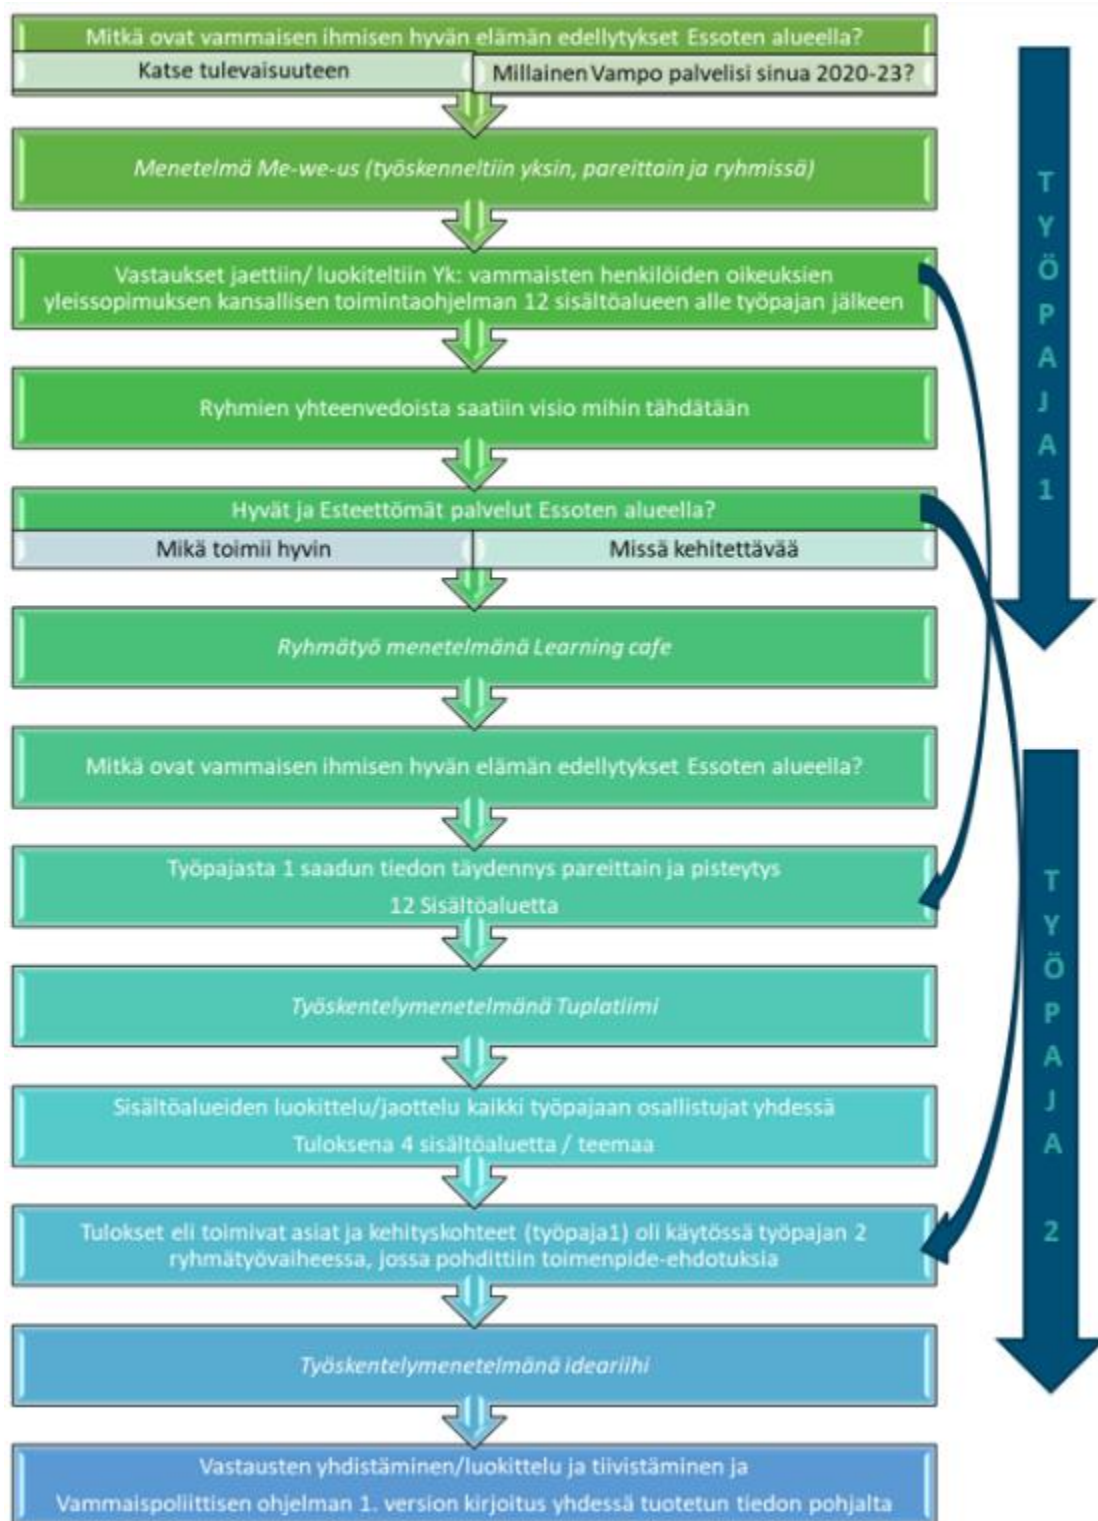 Mitkä ovat vammaisen ihmisen hyvän elämän edellytykset Essoten alueella?
Katse tulevaisuuteen
Millainen Vampo palvelisi sinua 2020-23?
Menetelmä Me-we-us (työskenneltiin yksin, pareittain ja ryhmissä)
Vastaukset jaettiin/ luokiteltiin Yk: vammaisten henkilöiden oikeuksien
yleissopimuksen kansallisen toimintaohjelman 12 sisältöalueen alle työpajan jälkeen
Ryhmien yhteenvedoista saatiin visio mihin tähdätään
Hyvät ja Esteettömät palvelut Essoten alueella?
Mikä toimii hyvin
Missä kehitettävää
Ryhmätyö menetelmänä Learning cafe
Mitkä ovat vammaisen ihmisen hyvän elämän edellytykset Essoten alueella?
Työpajasta 1 saadun tiedon täydennys pareittain ja pisteytys
12 Sisältöaluetta
Työskentelymenetelmänä Tuplatiimi
Sisältöalueiden luokittelu/jaottelu kaikki työpajaan osallistujat yhdessä
Tuloksena 4 sisältöaluetta / teemaa
Tulokset eli toimivat asiat ja kehityskohteet (työpaja1) oli käytössä työpajan 2
ryhmätyövaiheessa, jossa pohdittiin toimenpide-ehdotuksia
Työskentelymenetelmänä ideariihi
Vastausten yhdistäminen/luokittelu ja tiivistäminen ja
Vammaispoliittisen ohjelman 1. version kirjoitus yhdessä tuotetun tiedon pohjalta
TYÖPAJA1
TYÖPAJA 2